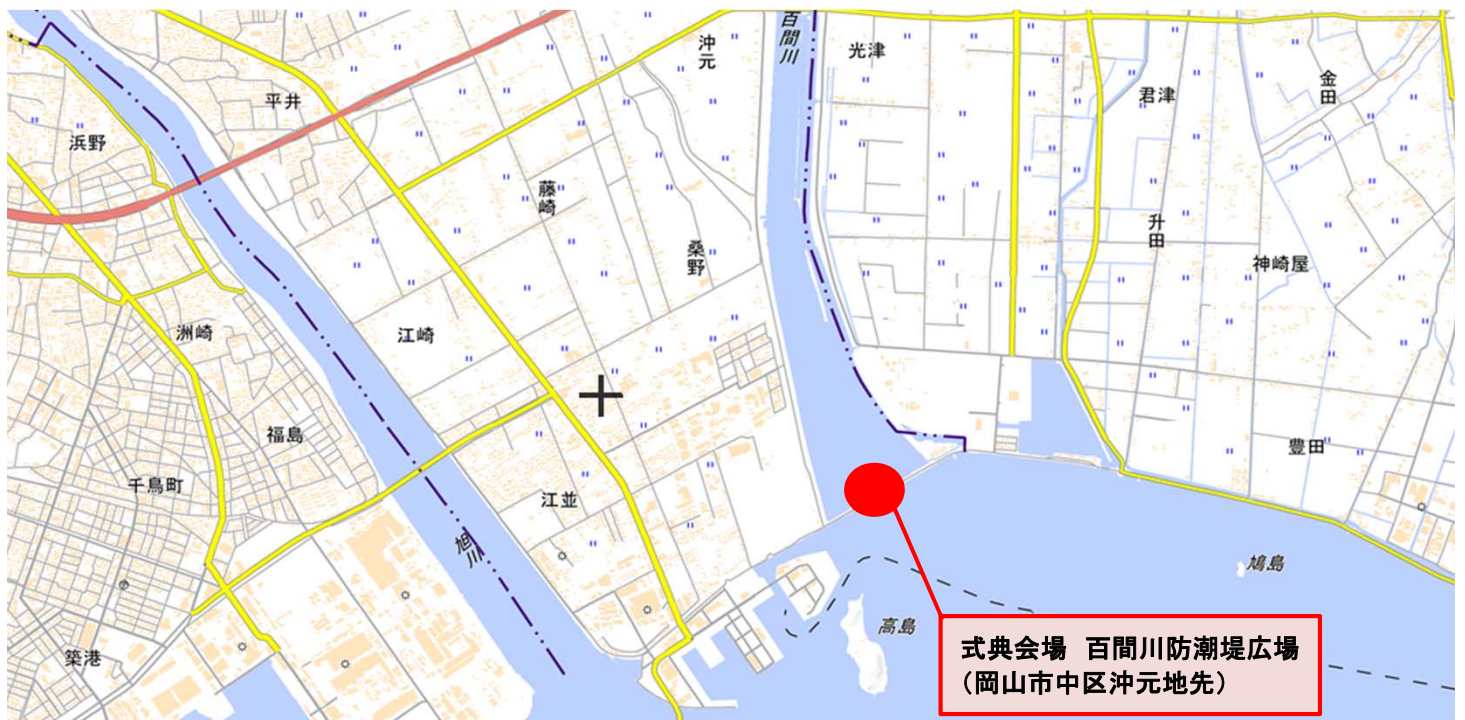 百間川
沖元
光津
金田
君津
平井
浜野
藤崎
升田
桑野
神崎屋
洲崎
江崎
福島
豊田
千鳥町
江並
旭川
鳩島
高島
築港
式典会場 百間川防潮堤広場
（岡山市中区沖元地先）